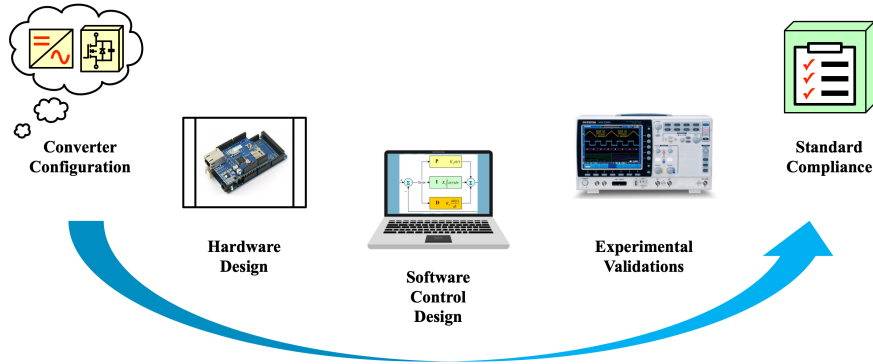 Converter
Configuration
Hardware
Design
P
I
D
Σ
Σ
Software
Control
Design
Experimental
Validations
Standard
Compliance